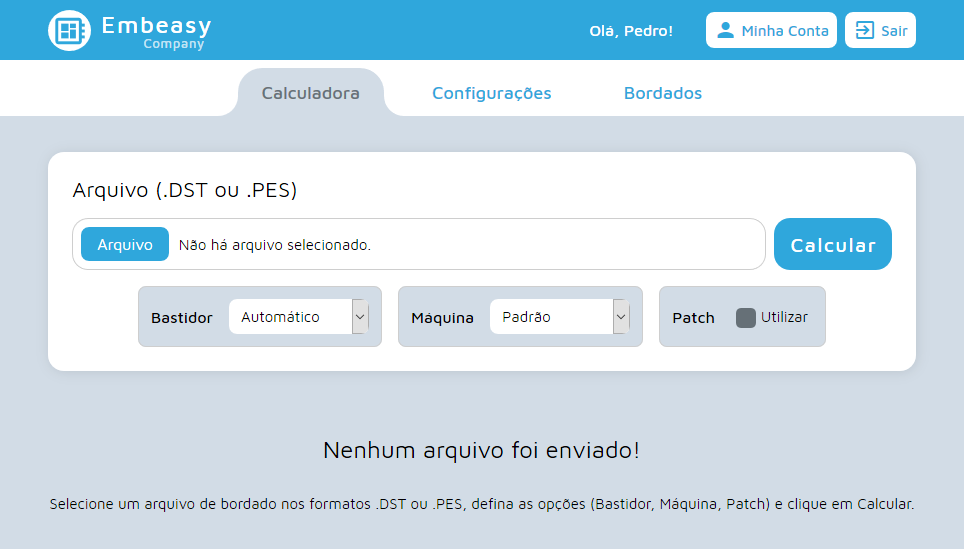 Embeasy
Company
Olá, Pedro!
Minha Conta
Sair
Calculadora
Configurações
Bordados
Arquivo (.DST ou .PES)
Arquivo
Não há arquivo selecionado.
Calcular
Bastidor
Automático
Máquina
Padrão
Patch
Utilizar
Nenhum arquivo foi enviado!
Selecione um arquivo de bordado nos formatos .DST ou .PES, defina as opções (Bastidor, Máquina, Patch) e clique em Calcular.